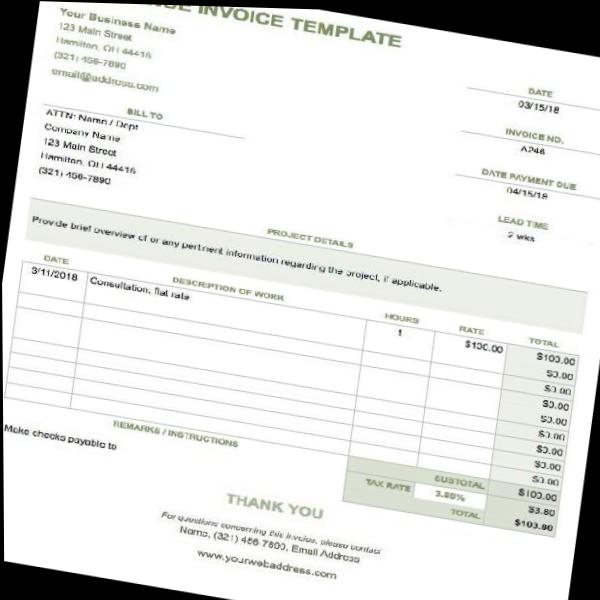 INVOICE TEMPLATE
Your Business Name
123 Main Street
Hamilton, OH 44416
(321) 456-7890
email@address.com
DATE
03/15/18
INVOICE NO.
A246
DATE PAYMENT DUE
04/15/18
LEAD TIME
2 wks
BILL TO
ATTN: Name / Dept
Company Name
123 Main Street
Hamilton, OH 44416
(321) 456-7890
PROJECT DETAILS
Provide brief overview of or any pertinent information regarding the project, if applicable.
DATE DESCRIPTION OF WORK HOURS RATE TOTAL
3/11/2018 Consultation, flat rate 1 $100.00 $100.00
$0.00
$0.00
$0.00
$0.00
$0.00
$0.00
$0.00
$0.00
REMARKS / INSTRUCTIONS
Make checks payable to
SUBTOTAL $100.00
TAX RATE 3.80% $3.80
TOTAL $103.80
THANK YOU
For questions concerning this invoice, please contact
Name, (321) 456-7890, Email Address
www.yourwebaddress.com